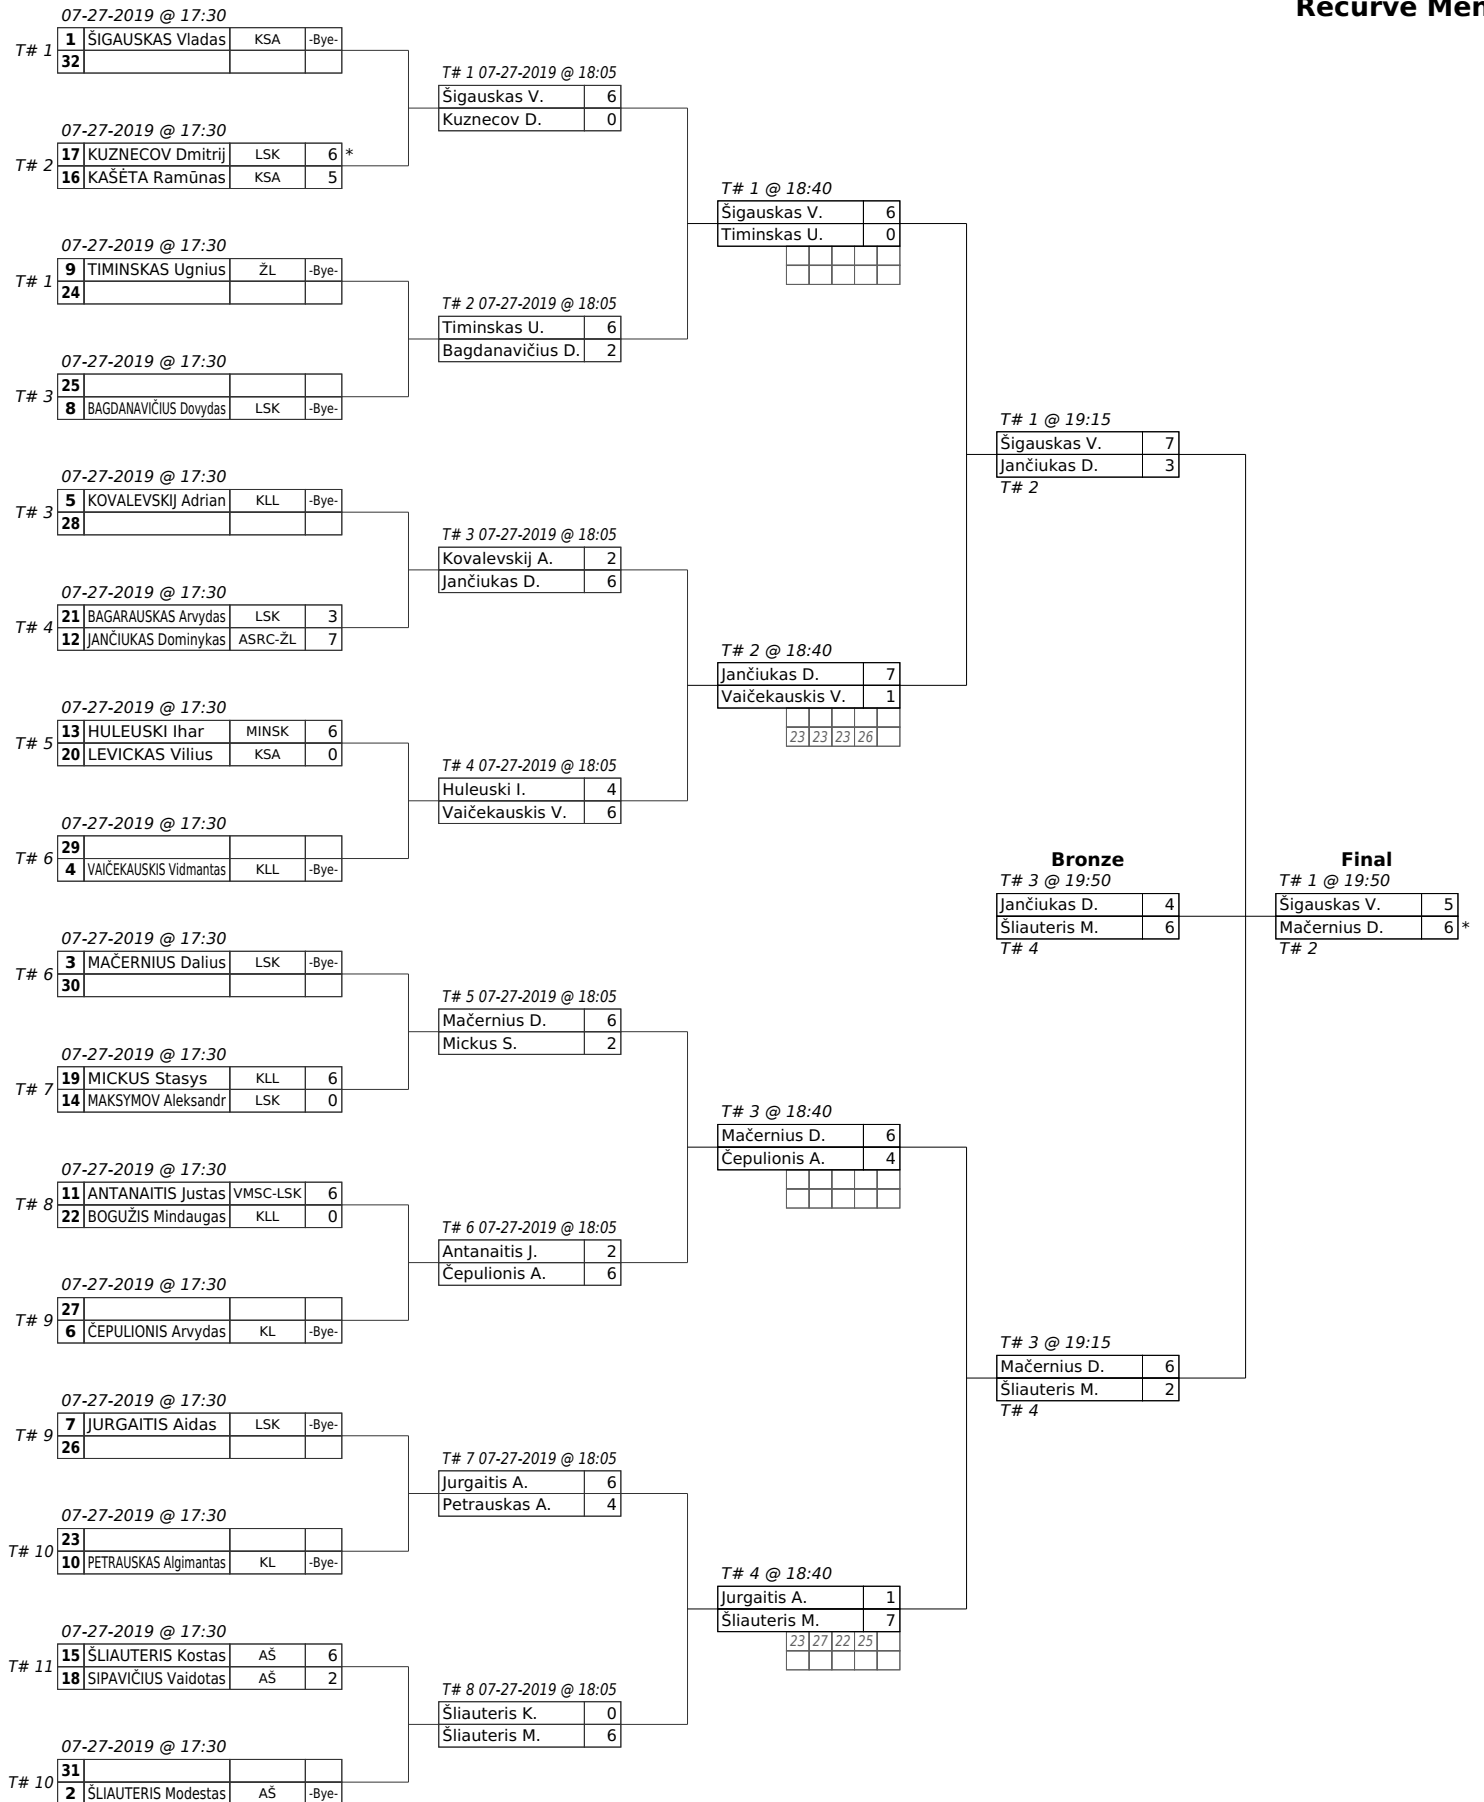 Recurve Men
07-27-2019 @ 17:30
T# 1
1 ŠIGAUSKAS Vladas KSA -Bye-
32
07-27-2019 @ 17:30
T# 2
17 KUZNECOV Dmitrij LSK 6 *
16 KAŠĖTA Ramūnas KSA 5
07-27-2019 @ 17:30
T# 1
9 TIMINSKAS Ugnius ŽL -Bye-
24
07-27-2019 @ 17:30
T# 3
25
8 BAGDANAVIČIUS Dovydas LSK -Bye-
07-27-2019 @ 17:30
T# 3
5 KOVALEVSKIJ Adrian KLL -Bye-
28
07-27-2019 @ 17:30
T# 4
21 BAGARAUSKAS Arvydas LSK 3
12 JANČIUKAS Dominykas ASRC-ŽL 7
07-27-2019 @ 17:30
T# 5
13 HULEUSKI Ihar MINSK 6
20 LEVICKAS Vilius KSA 0
07-27-2019 @ 17:30
T# 6
29
4 VAIČEKAUSKIS Vidmantas KLL -Bye-
07-27-2019 @ 17:30
T# 6
3 MAČERNIUS Dalius LSK -Bye-
30
07-27-2019 @ 17:30
T# 7
19 MICKUS Stasys KLL 6
14 MAKSYMOV Aleksandr LSK 0
07-27-2019 @ 17:30
T# 8
11 ANTANAITIS Justas VMSC-LSK 6
22 BOGUŽIS Mindaugas KLL 0
07-27-2019 @ 17:30
T# 9
27
6 ČEPULIONIS Arvydas KL -Bye-
07-27-2019 @ 17:30
T# 9
7 JURGAITIS Aidas LSK -Bye-
26
07-27-2019 @ 17:30
T# 10
23
10 PETRAUSKAS Algimantas KL -Bye-
07-27-2019 @ 17:30
T# 11
15 ŠLIAUTERIS Kostas AŠ 6
18 SIPAVIČIUS Vaidotas AŠ 2
07-27-2019 @ 17:30
T# 10
31
2 ŠLIAUTERIS Modestas AŠ -Bye-
T# 1 07-27-2019 @ 18:05
Šigauskas V. 6
Kuznecov D. 0
T# 2 07-27-2019 @ 18:05
Timinskas U. 6
Bagdanavičius D. 2
T# 3 07-27-2019 @ 18:05
Kovalevskij A. 2
Jančiukas D. 6
T# 4 07-27-2019 @ 18:05
Huleuski I. 4
Vaičekauskis V. 6
T# 5 07-27-2019 @ 18:05
Mačernius D. 6
Mickus S. 2
T# 6 07-27-2019 @ 18:05
Antanaitis J. 2
Čepulionis A. 6
T# 7 07-27-2019 @ 18:05
Jurgaitis A. 6
Petrauskas A. 4
T# 8 07-27-2019 @ 18:05
Šliauteris K. 0
Šliauteris M. 6
T# 1 @ 18:40
Šigauskas V. 6
Timinskas U. 0
T# 2 @ 18:40
Jančiukas D. 7
Vaičekauskis V. 1
23 23 23 26
T# 3 @ 18:40
Mačernius D. 6
Čepulionis A. 4
T# 4 @ 18:40
Jurgaitis A. 1
Šliauteris M. 7
23 27 22 25
T# 1 @ 19:15
Šigauskas V. 7
Jančiukas D. 3
T# 2
Bronze
T# 3 @ 19:50
Jančiukas D. 4
Šliauteris M. 6
T# 4
T# 3 @ 19:15
Mačernius D. 6
Šliauteris M. 2
T# 4
Final
T# 1 @ 19:50
Šigauskas V. 5
Mačernius D. 6 *
T# 2